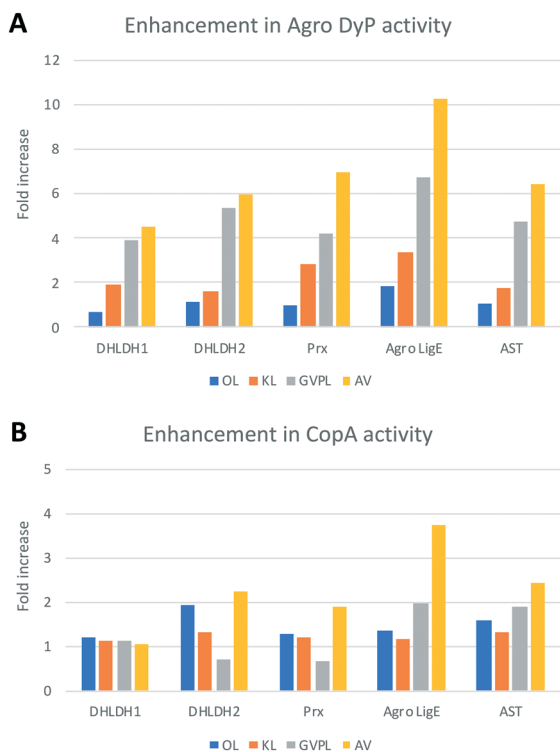 A
Enhancement in Agro DyP activity
12
10
8
6
4
2
0
Fold increase
DHLDH1 DHLDH2 Prx Agro LigE AST
OL KL GVPL AV
B
Enhancement in CopA activity
5
4
3
2
1
0
Fold increase
DHLDH1 DHLDH2 Prx Agro LigE AST
OL KL GVPL AV